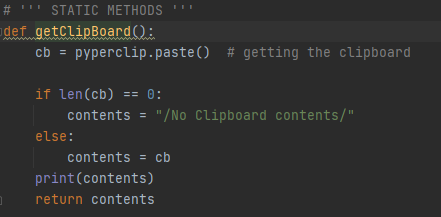 # ''' STATIC METHODS '''
def getClipBoard():
    cb = pyperclip.paste()  # getting the clipboard

    if len(cb) == 0:
        contents = "/No Clipboard contents/"
    else:
        contents = cb
    print(contents)
    return contents